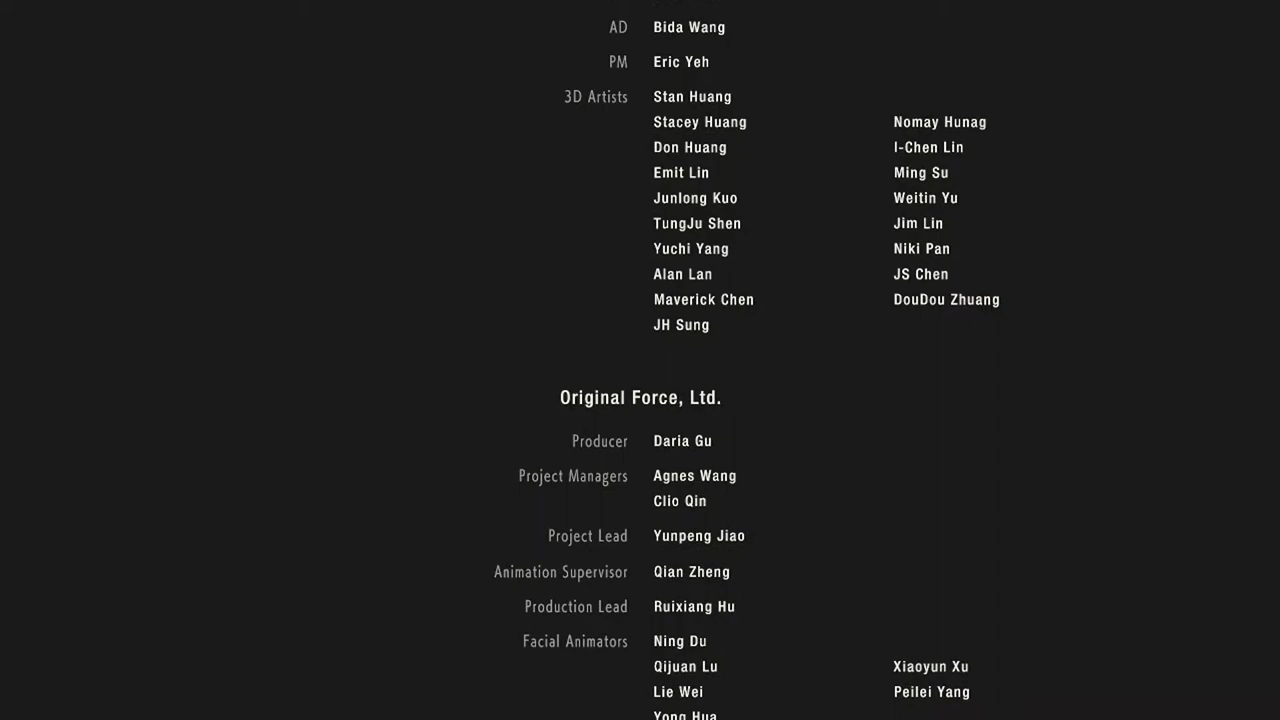 AD Bida Wang
PM Eric Yeh
3D Artists Stan Huang
Stacey Huang Nomay Hunag
Don Huang I-Chen Lin
Emit Lin Ming Su
Junlong Kuo Weitin Yu
TungJu Shen Jim Lin
Yuchi Yang Niki Pan
Alan Lan JS Chen
Maverick Chen DouDou Zhuang
JH Sung
Original Force, Ltd.
Producer Daria Gu
Project Managers Agnes Wang
Clio Qin
Project Lead Yunpeng Jiao
Animation Supervisor Qian Zheng
Production Lead Ruixiang Hu
Facial Animators Ning Du
Qijuan Lu Xiaoyun Xu
Lie Wei Peilei Yang
Yong Hua